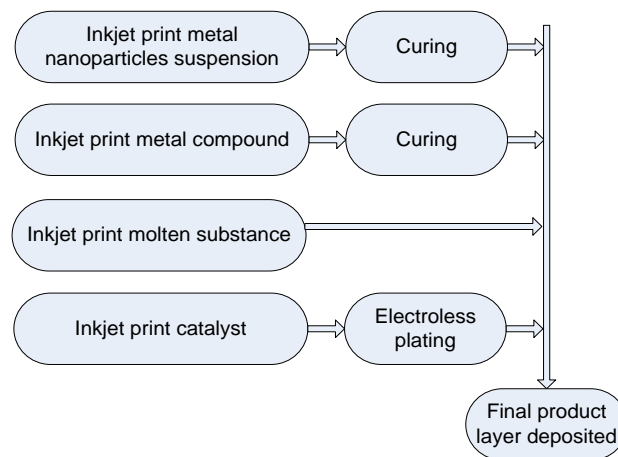 Inkjet print metal
nanoparticles suspension
Curing
Inkjet print metal compound
Curing
Inkjet print molten substance
Inkjet print catalyst
Electroless
plating
Final product
layer deposited